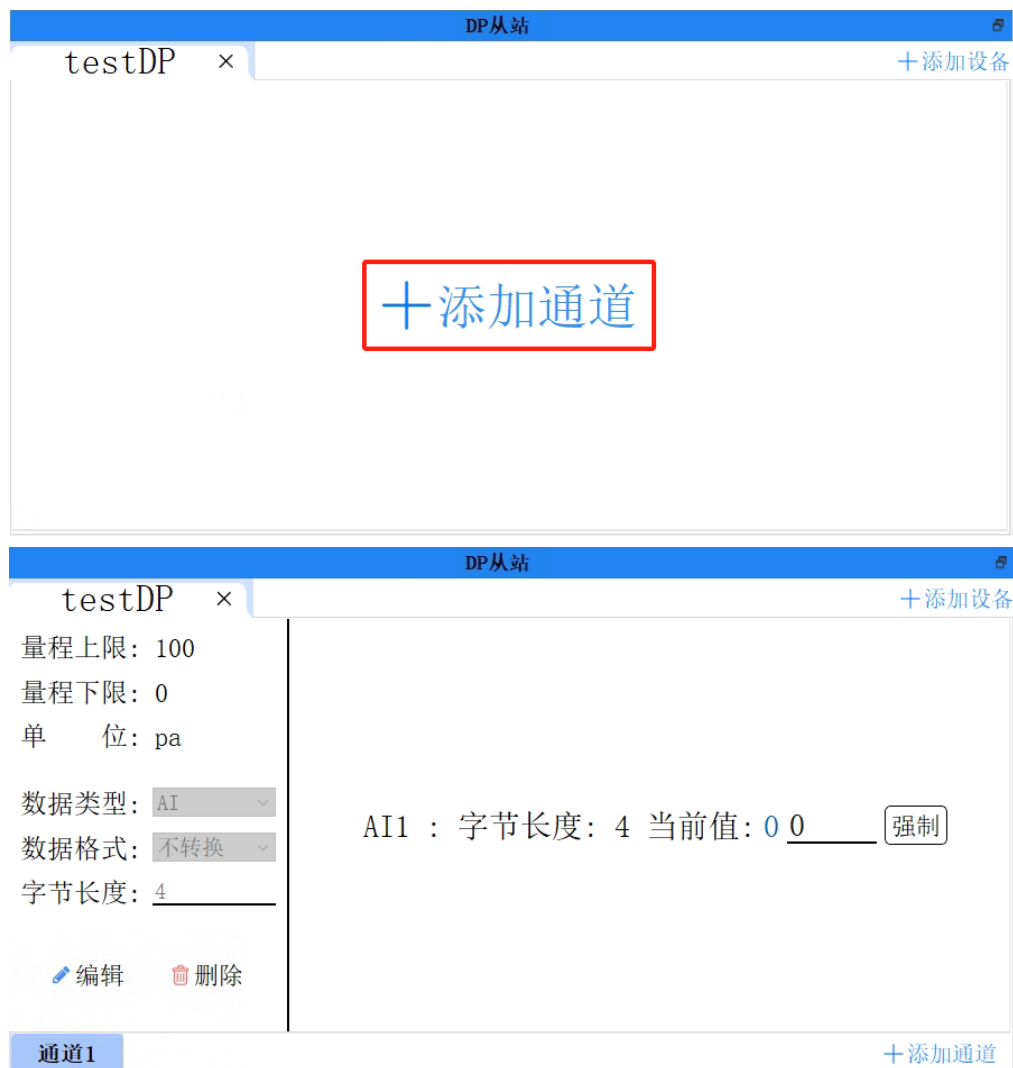 DP从站
testDP ×
＋添加设备
＋添加通道
DP从站
testDP ×
＋添加设备
量程上限: 100
量程下限: 0
单 位: pa
数据类型: AI
数据格式: 不转换
字节长度: 4
编辑 删除
AI1 : 字节长度: 4 当前值: 0 0 强制
通道1
＋添加通道